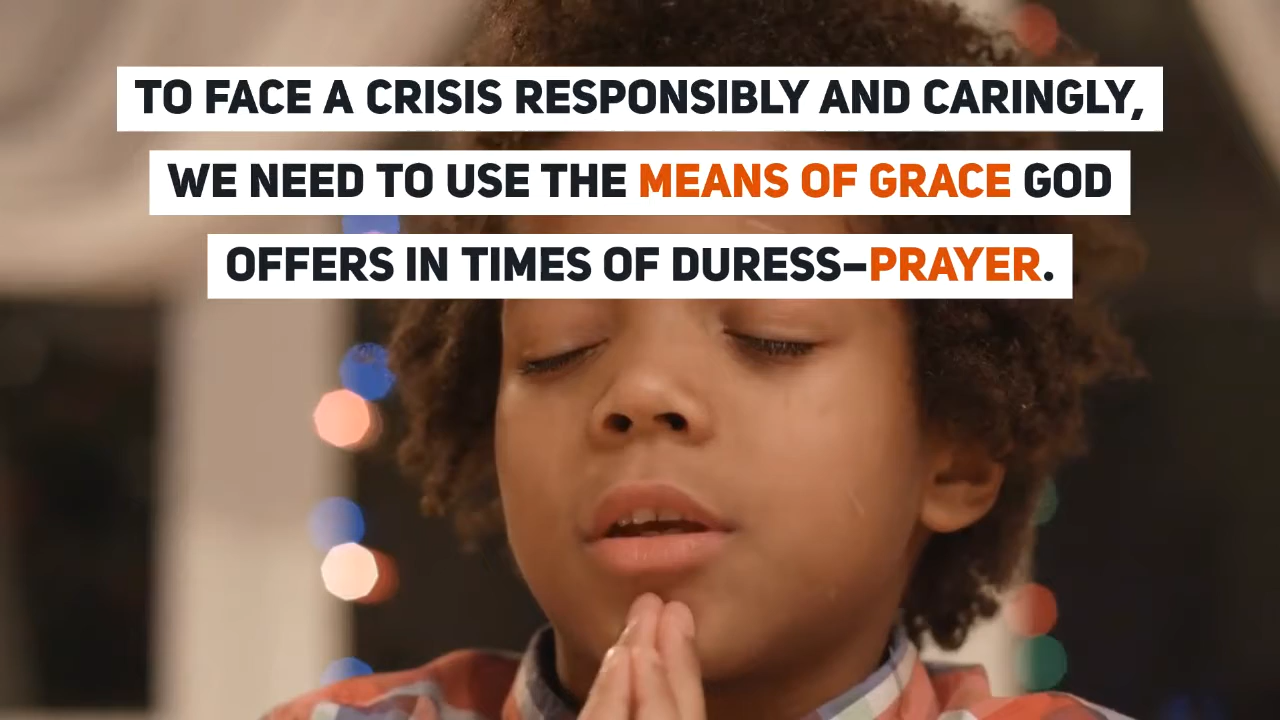 TO FACE A CRISIS RESPONSIBLY AND CARINGLY,
WE NEED TO USE THE MEANS OF GRACE GOD
OFFERS IN TIMES OF DURESS–PRAYER.